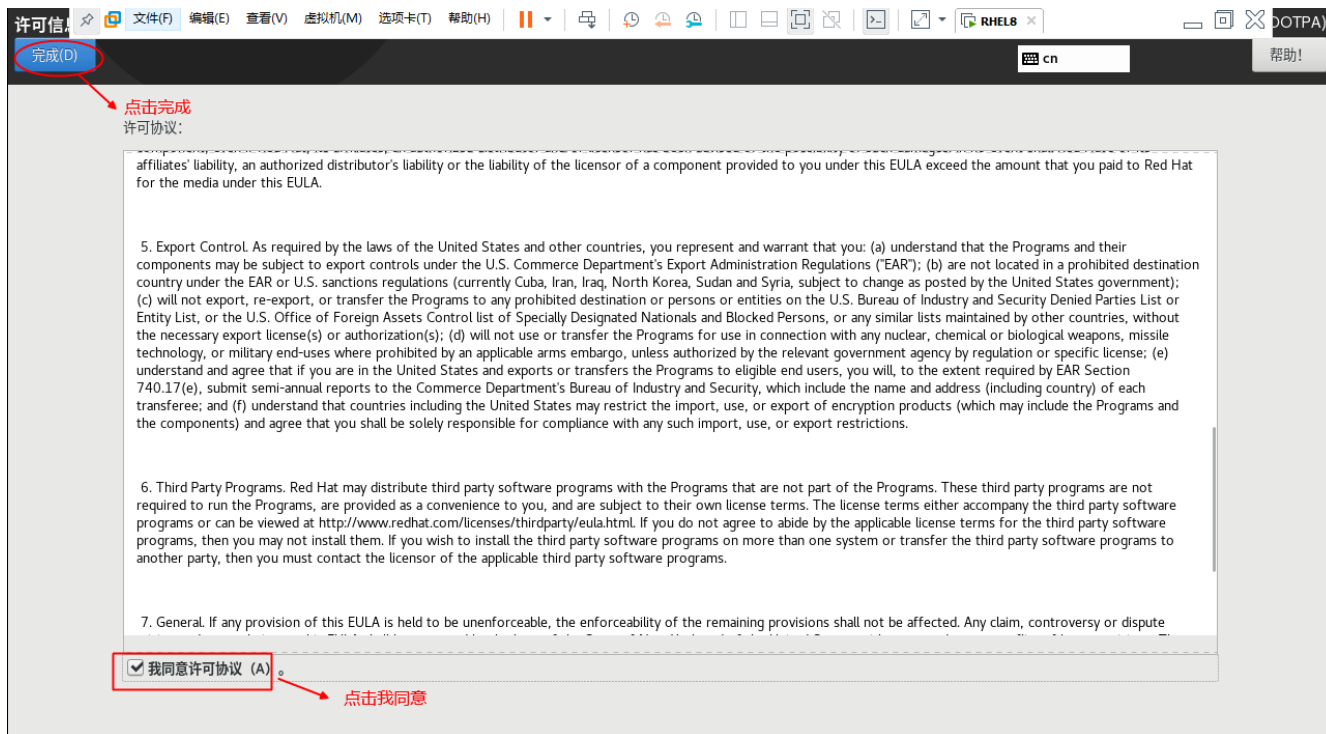 许可信息 文件(F) 编辑(E) 查看(V) 虚拟机(M) 选项卡(T) 帮助(H) RHEL8 OOTPA)
完成(D) cn 帮助!
点击完成
许可协议:
affiliates' liability, an authorized distributor's liability or the liability of the licensor of a component provided to you under this EULA exceed the amount that you paid to Red Hat
for the media under this EULA.
5. Export Control. As required by the laws of the United States and other countries, you represent and warrant that you: (a) understand that the Programs and their
components may be subject to export controls under the U.S. Commerce Department's Export Administration Regulations ("EAR"); (b) are not located in a prohibited destination
country under the EAR or U.S. sanctions regulations (currently Cuba, Iran, Iraq, North Korea, Sudan and Syria, subject to change as posted by the United States government);
(c) will not export, re-export, or transfer the Programs to any prohibited destination or persons or entities on the U.S. Bureau of Industry and Security Denied Parties List or
Entity List, or the U.S. Office of Foreign Assets Control list of Specially Designated Nationals and Blocked Persons, or any similar lists maintained by other countries, without
the necessary export license(s) or authorization(s); (d) will not use or transfer the Programs for use in connection with any nuclear, chemical or biological weapons, missile
technology, or military end-uses where prohibited by an applicable arms embargo, unless authorized by the relevant government agency by regulation or specific license; (e)
understand and agree that if you are in the United States and exports or transfers the Programs to eligible end users, you will, to the extent required by EAR Section
740.17(e), submit semi-annual reports to the Commerce Department's Bureau of Industry and Security, which include the name and address (including country) of each
transferee; and (f) understand that countries including the United States may restrict the import, use, or export of encryption products (which may include the Programs and
the components) and agree that you shall be solely responsible for compliance with any such import, use, or export restrictions.
6. Third Party Programs. Red Hat may distribute third party software programs with the Programs that are not part of the Programs. These third party programs are not
required to run the Programs, are provided as a convenience to you, and are subject to their own license terms. The license terms either accompany the third party software
programs or can be viewed at http://www.redhat.com/licenses/thirdparty/eula.html. If you do not agree to abide by the applicable license terms for the third party software
programs, then you may not install them. If you wish to install the third party software programs on more than one system or transfer the third party software programs to
another party, then you must contact the licensor of the applicable third party software programs.
7. General. If any provision of this EULA is held to be unenforceable, the enforceability of the remaining provisions shall not be affected. Any claim, controversy or dispute
我同意许可协议（A）。
点击我同意